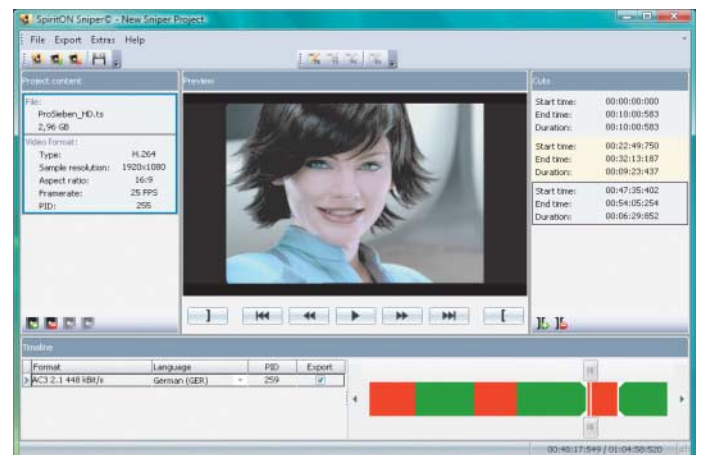 SpiritON Sniper© - New Sniper Project
File Export Extras Help
Project content
File:
ProSieben_HD.ts
2,96 GB
Video Format:
Type: H.264
Sample resolution: 1920x1080
Aspect ratio: 16:9
Framerate: 25 FPS
PID: 255
Preview
Cuts
Start time: 00:00:00:000
End time: 00:10:00:583
Duration: 00:10:00:583
Start time: 00:22:49:750
End time: 00:32:13:187
Duration: 00:09:23:437
Start time: 00:47:35:402
End time: 00:54:05:254
Duration: 00:06:29:852
Timeline
Format Language PID Export
AC3 2.1 448 kBit/s German (GER) 259
00:48:17:549 / 01:04:58:520